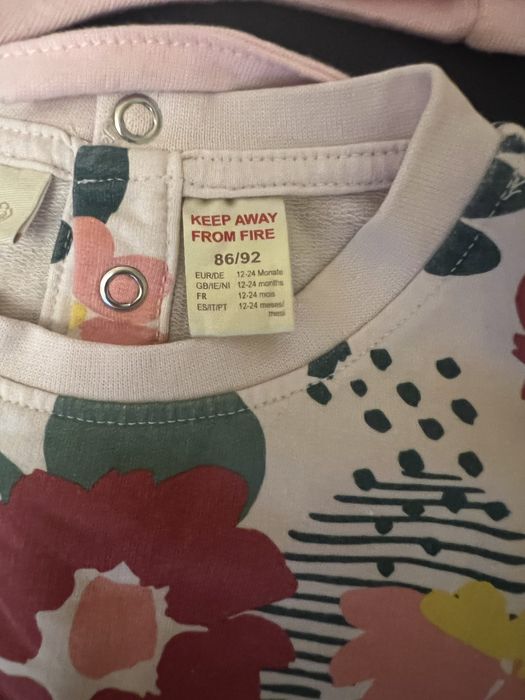 KEEP AWAY
FROM FIRE
86/92
EUR/DE 12-24 Monate
GB/IE/NI 12-24 months
FR 12-24 mois
ES/IT/PT 12-24 meses/
mesi